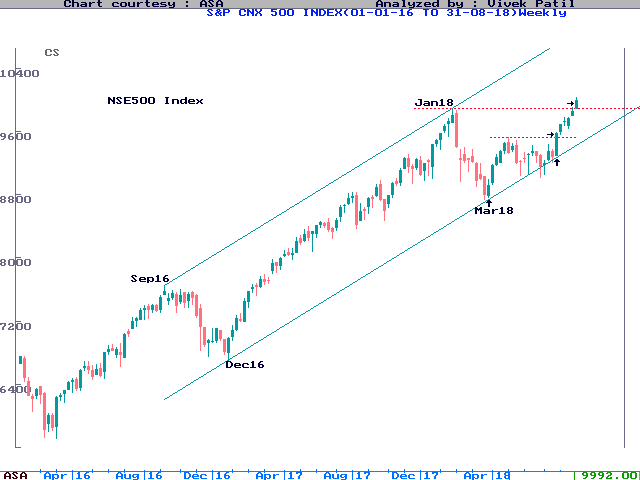 Chart courtesy : ASA Analyzed by : Vivek Patil
S&P CNX 500 INDEX(01-01-16 TO 31-08-18)Weekly
CS
10400
NSE500 Index
Jan18
9600
8800
Mar18
8000
Sep16
7200
Dec16
6400
ASA Apr|16 Aug|16 Dec|16 Apr|17 Aug|17 Dec|17 Apr|18 9992.00